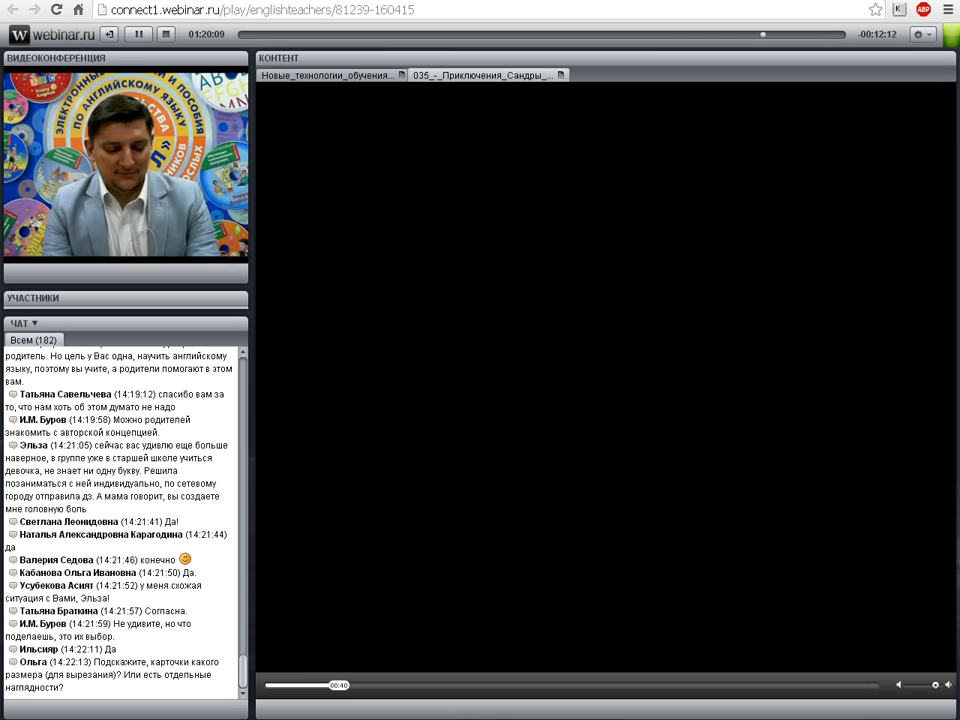 connect1.webinar.ru/play/englishteachers/81239-160415
K ABP
W webinar.ru 01:20:09 -00:12:12
ВИДЕОКОНФЕРЕНЦИЯ
КОНТЕНТ
Новые_технологии_обучения... 035_-_Приключения_Сандры_...
ЭЛЕКТРОННЫЕ И ПОСОБИЯ
ПО АНГЛИЙСКОМУ ЯЗЫКУ
УЧАСТНИКИ
ЧАТ
Всем (182)
родитель. Но цель у Вас одна, научить английскому
языку, поэтому вы учите, а родители помогают в этом
вам.
Татьяна Савельчева (14:19:12) спасибо вам за
то, что нам хоть об этом думато не надо
И.М. Буров (14:19:58) Можно родителей
знакомить с авторской концепцией.
Эльза (14:21:05) сейчас вас удивлю еще больше
наверное, в группе уже в старшей школе учиться
девочка, не знает ни одну букву. Решила
позаниматься с ней индивидуально, по сетевому
городу отправила дз. А мама говорит, вы создаете
мне головную боль
Светлана Леонидовна (14:21:41) Да!
Наталья Александровна Карагодина (14:21:44)
да
Валерия Седова (14:21:46) конечно
Кабанова Ольга Ивановна (14:21:50) Да.
Усубекова Асият (14:21:52) у меня схожая
ситуация с Вами, Эльза!
Татьяна Браткина (14:21:57) Согласна.
И.М. Буров (14:21:59) Не удивите, но что
поделаешь, это их выбор.
Ильсияр (14:22:11) Да
Ольга (14:22:13) Подскажите, карточки какого
размера (для вырезания)? Или есть отдельные
наглядности?
00:40